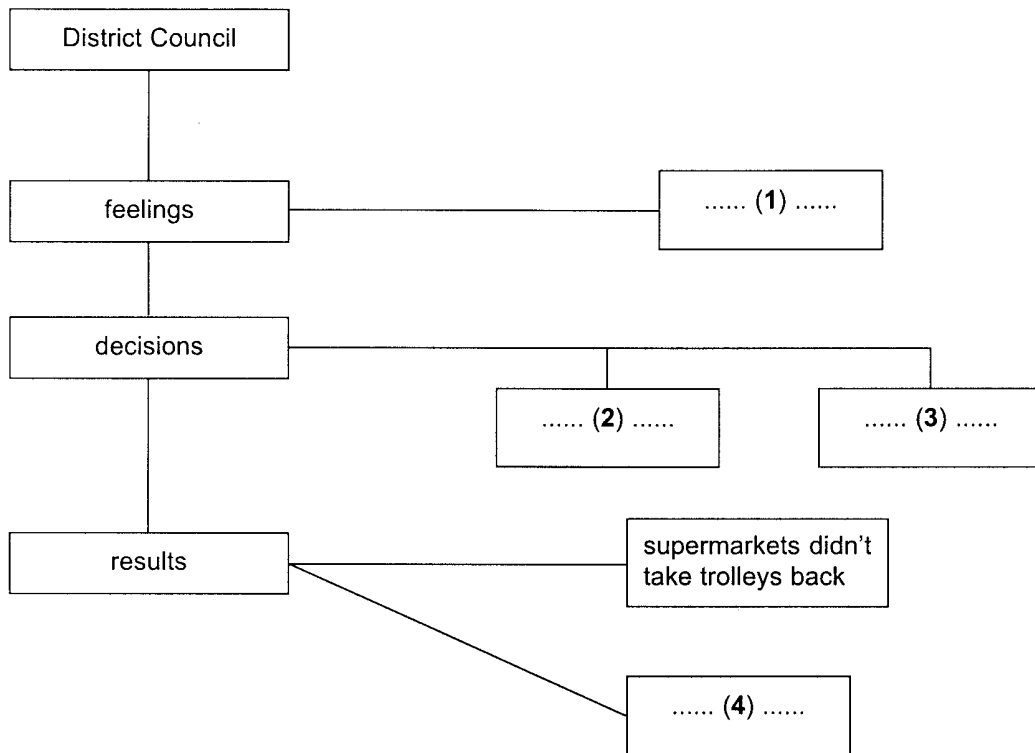 District Council
feelings
...... (1) ......
decisions
...... (2) ......
...... (3) ......
results
supermarkets didn't
take trolleys back
...... (4) ......